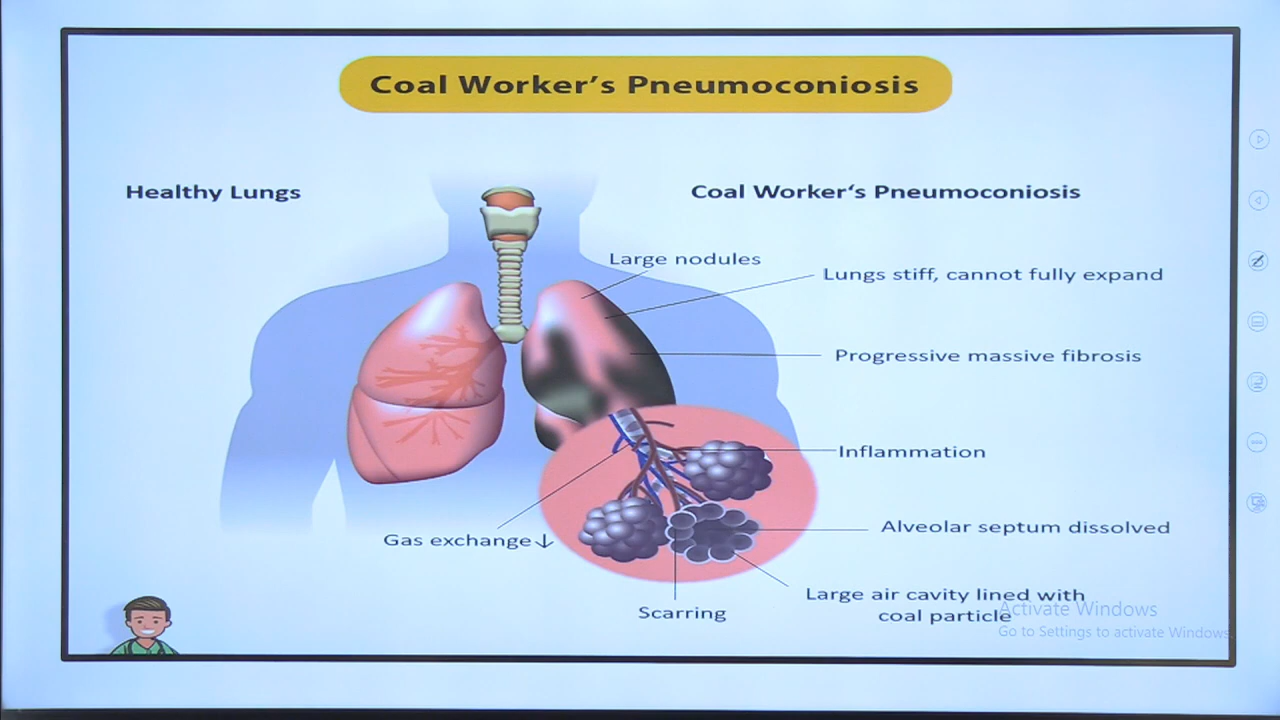 Coal Worker's Pneumoconiosis
Healthy Lungs
Coal Worker‘s Pneumoconiosis
Large nodules
Lungs stiff, cannot fully expand
Progressive massive fibrosis
Inflammation
Alveolar septum dissolved
Gas exchange↓
Large air cavity lined with
coal particle
Scarring
Activate Windows
Go to Settings to activate Windows.